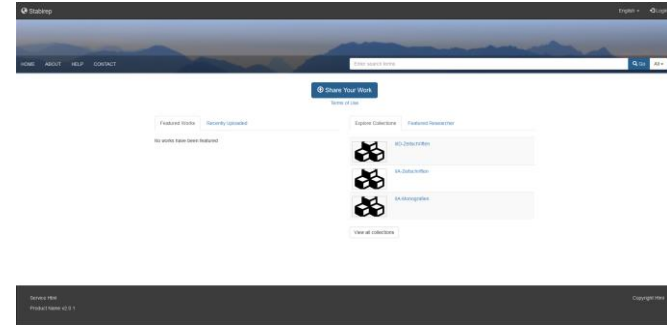 Stabirep
English
Login
HOME ABOUT HELP CONTACT
Enter search terms
Go
All
Share Your Work
Terms of Use
Featured Works Recently Uploaded
Explore Collections Featured Researcher
No works have been featured
View all collections
Service
Product Name v2.0.1
Copyright